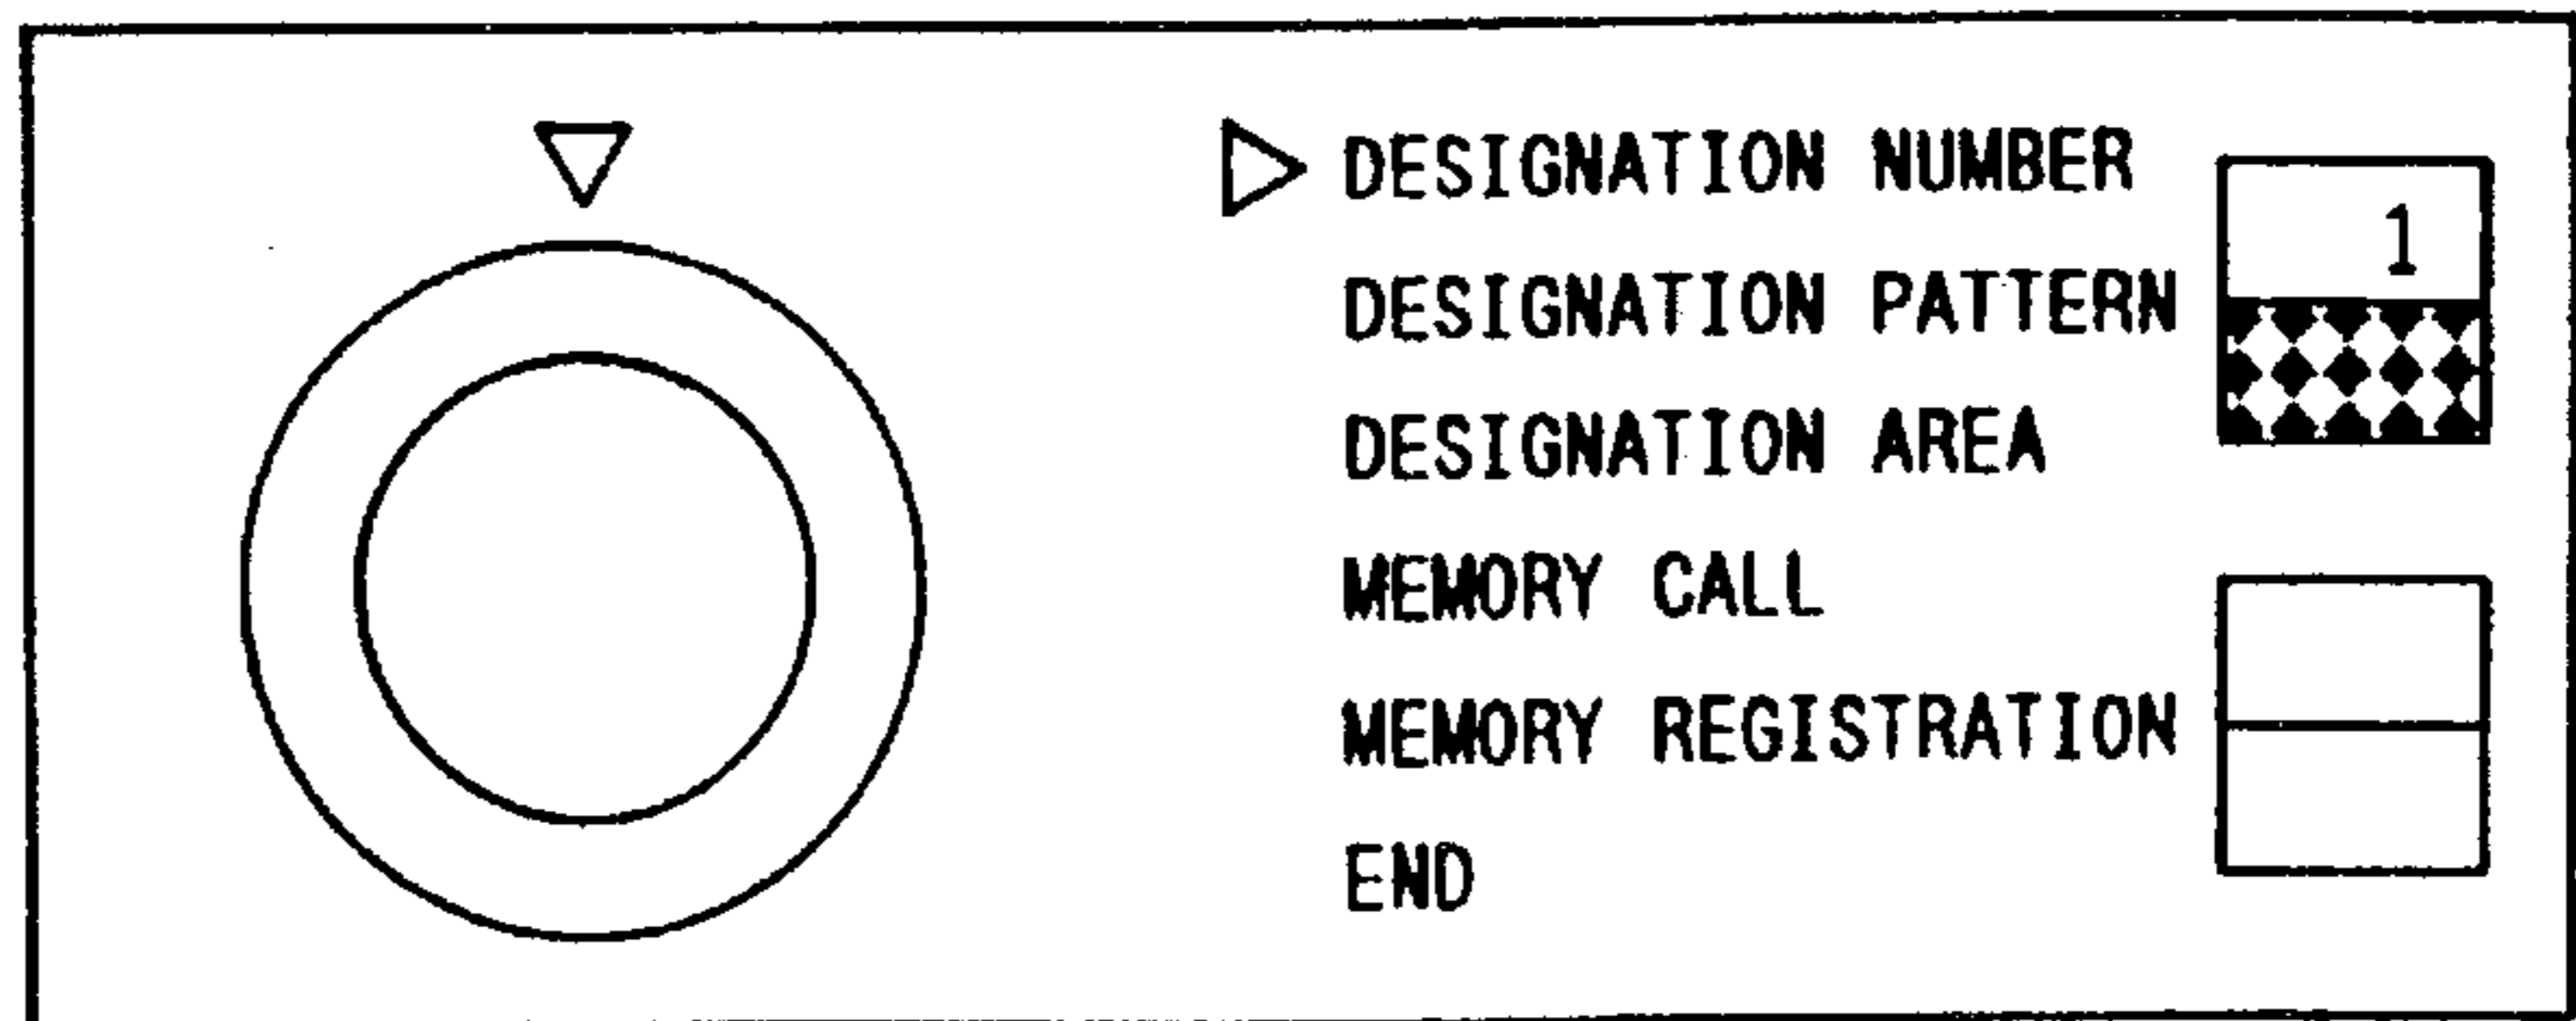 DESIGNATION NUMBER
1
DESIGNATION PATTERN
DESIGNATION AREA
MEMORY CALL
MEMORY REGISTRATION
END